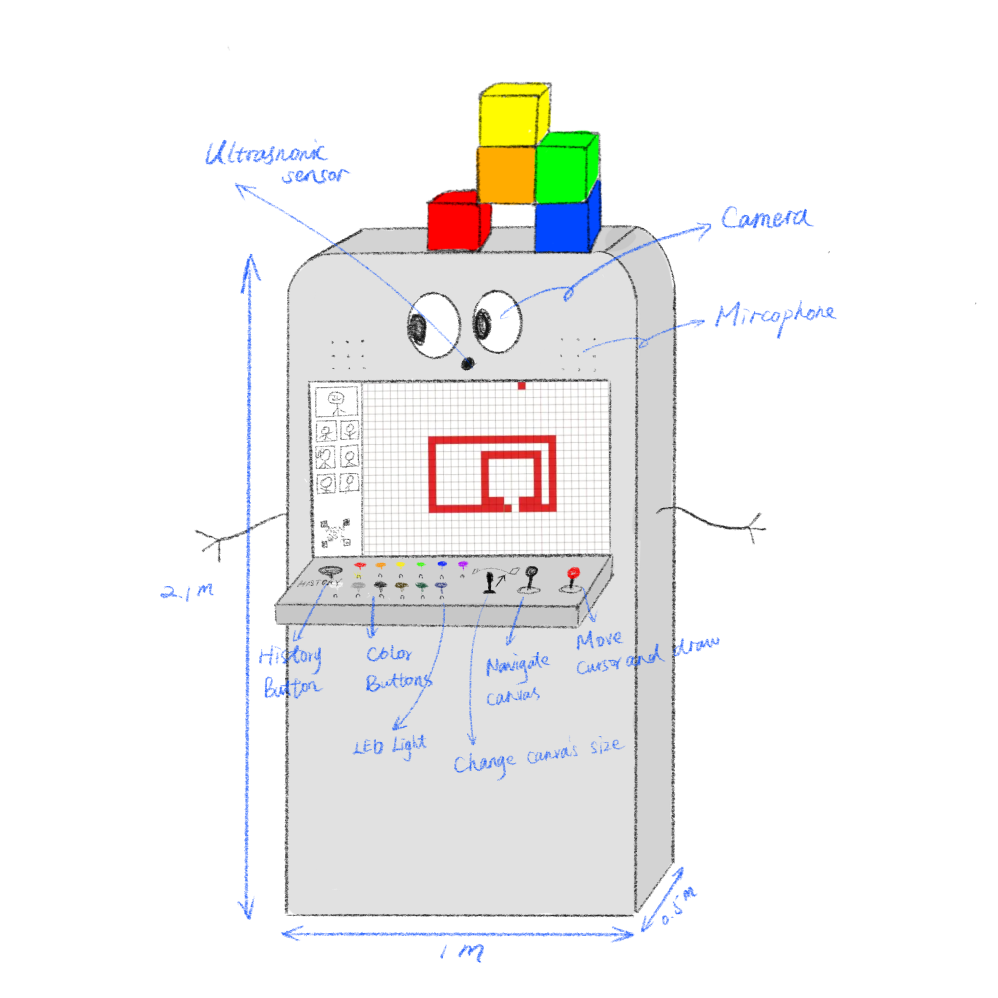 Ultrasnonic
sensor
Camera
Mircophone
HISTORY
2.1 m
History
Button
Color
Buttons
Navigate
canvas
Move
Cursor and draw
LED Light
Change canvas size
0.5 m
1 m